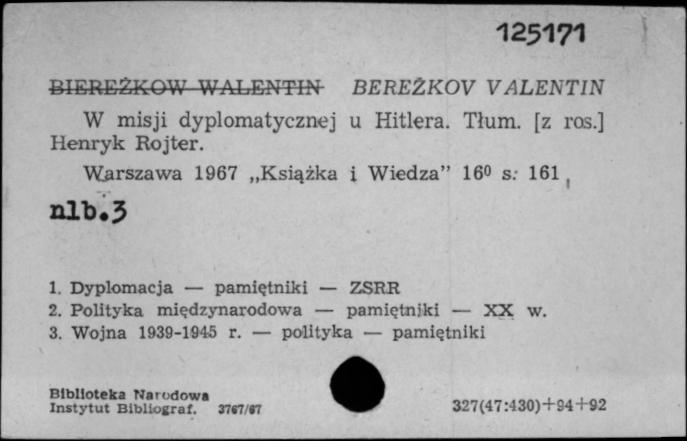 125171
BIEREŻKOW WALENTIN BEREŽKOV VALENTIN
W misji dyplomatycznej u Hitlera. Tłum. [z ros.]
Henryk Rojter.
Warszawa 1967 „Książka i Wiedza” 16⁰ s. 161,
nlb.3
1. Dyplomacja — pamiętniki — ZSRR
2. Polityka międzynarodowa — pamiętniki — XX w.
3. Wojna 1939-1945 r. — polityka — pamiętniki
Biblioteka Narodowa
Instytut Bibliograf. 3767/67 327(47:430)+94+92